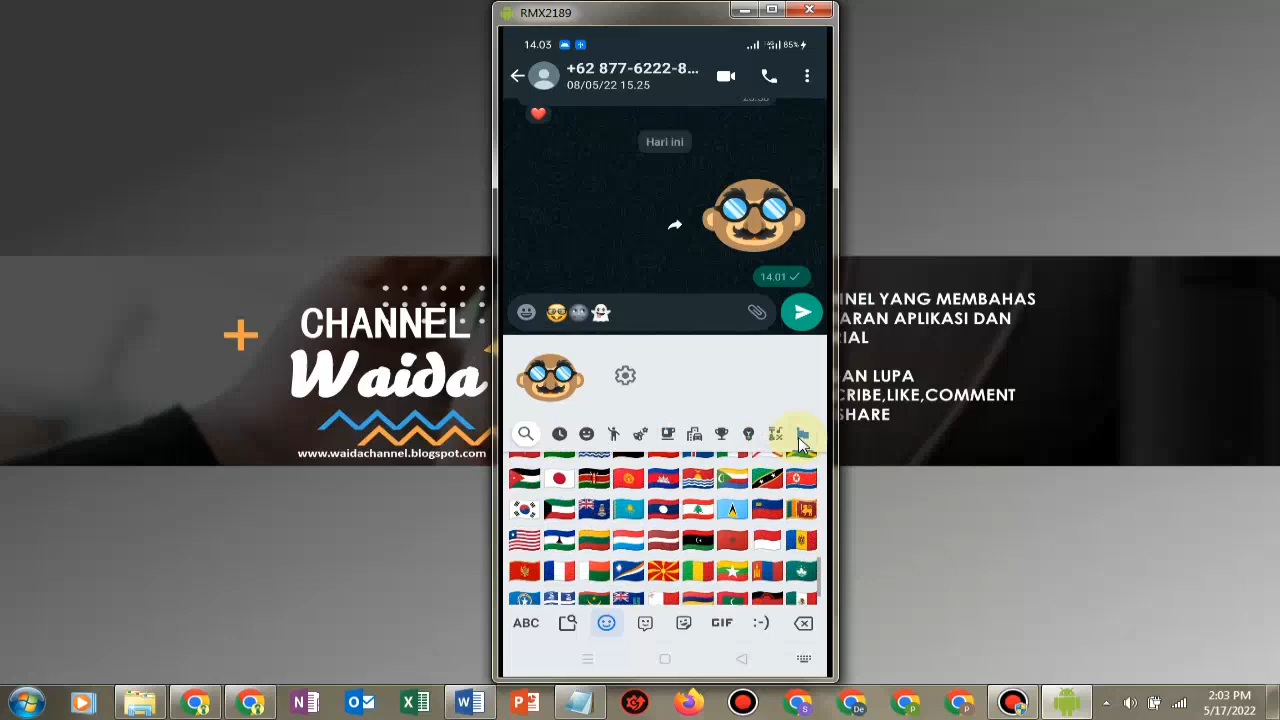 RMX2189
14.03
85%
+62 877-6222-8...
08/05/22 15.25
Hari ini
14.01
CHANNEL
Waida
www.waidachannel.blogspot.com
NEL YANG MEMBAHAS
ARAN APLIKASI DAN
IAL
AN LUPA
CRIBE,LIKE,COMMENT
SHARE
ABC
GIF
:-)
2:03 PM
5/17/2022